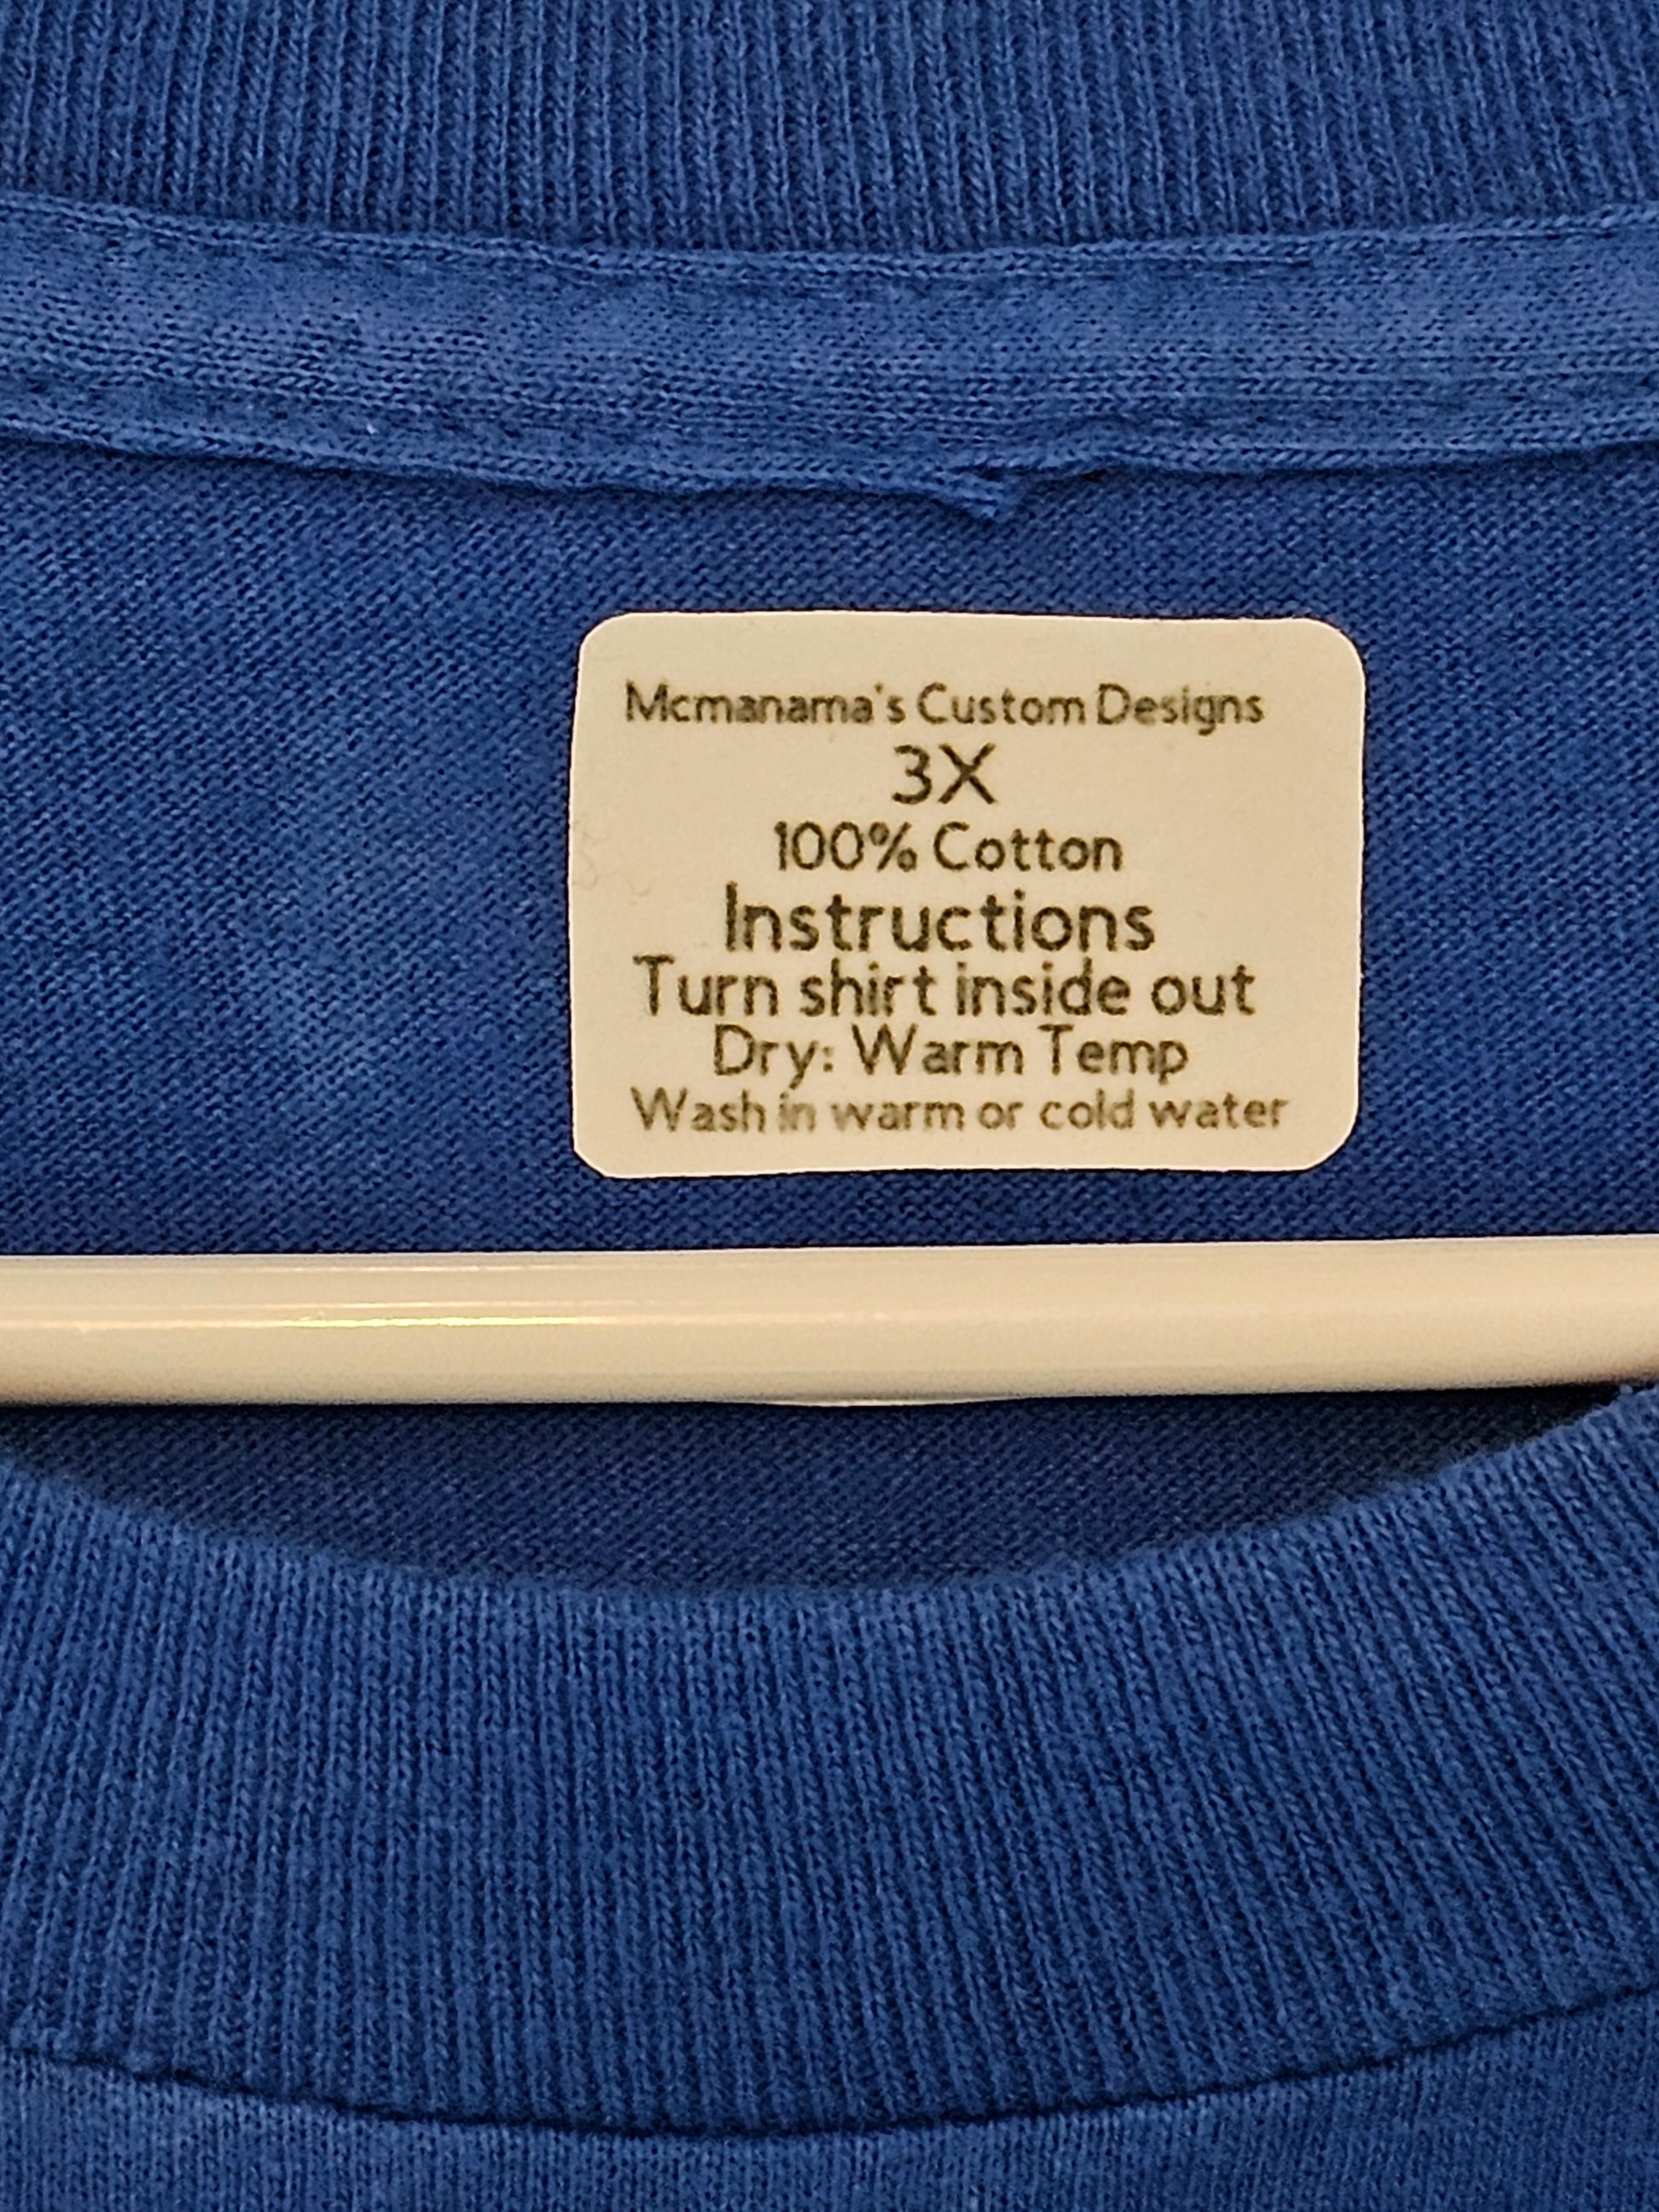 Mcmanama's Custom Designs
3X
100% Cotton
Instructions
Turn shirt inside out
Dry: Warm Temp
Wash in warm or cold water